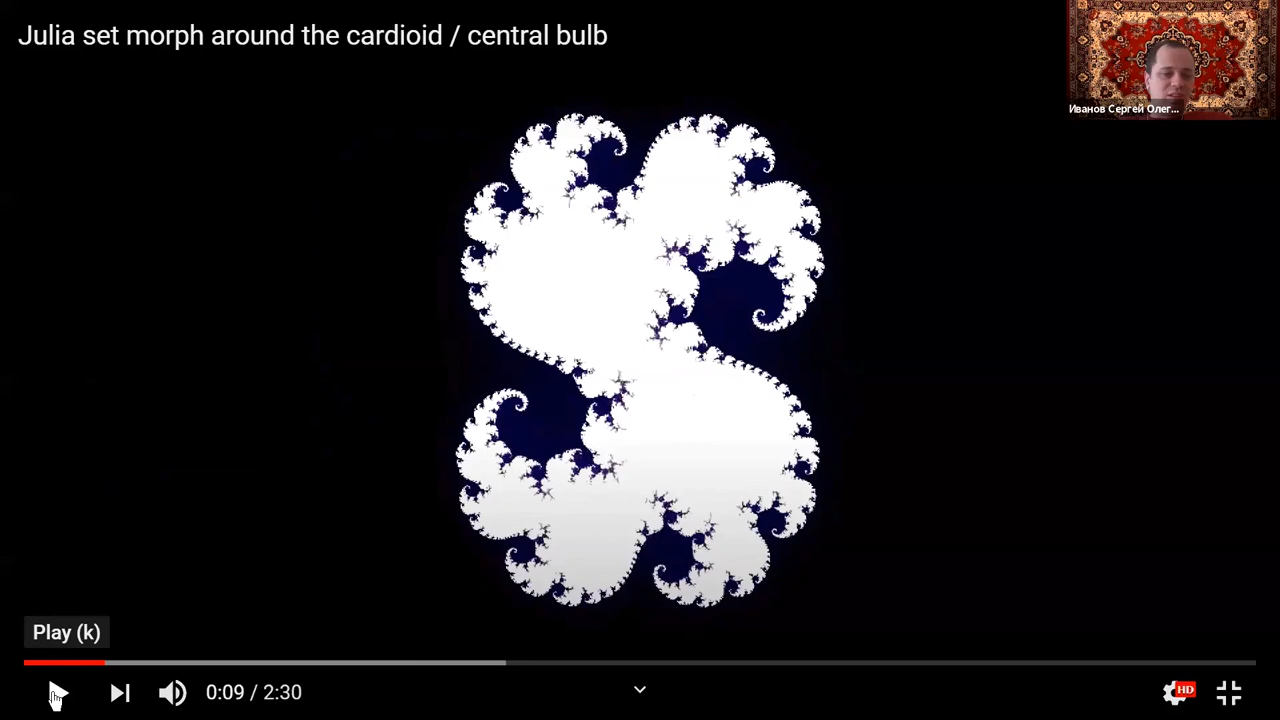 Julia set morph around the cardioid / central bulb
Иванов Сергей Олег...
Play (k)
0:09 / 2:30
HD